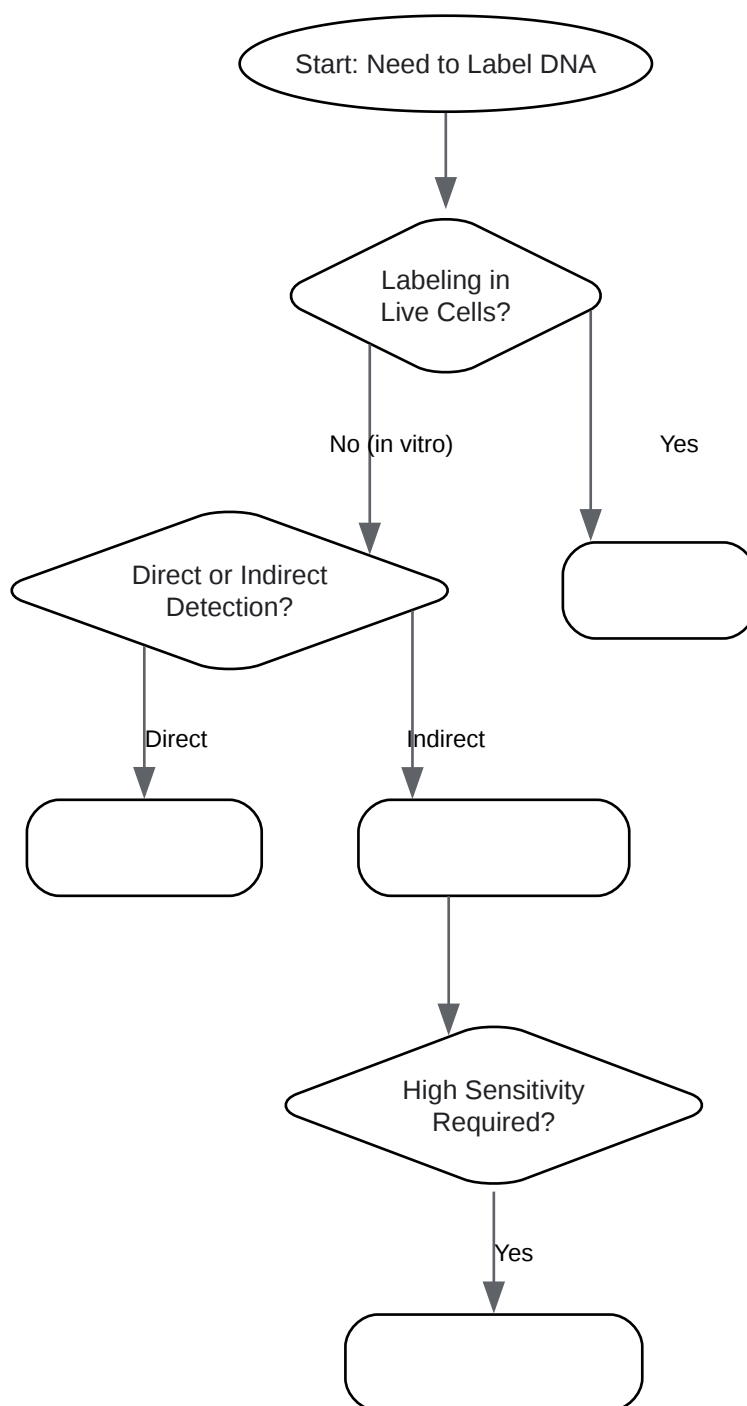 Start: Need to Label DNA
Labeling in
Live Cells?
No (in vitro)
Yes
Direct or Indirect
Detection?
Direct
Indirect
High Sensitivity
Required?
Yes